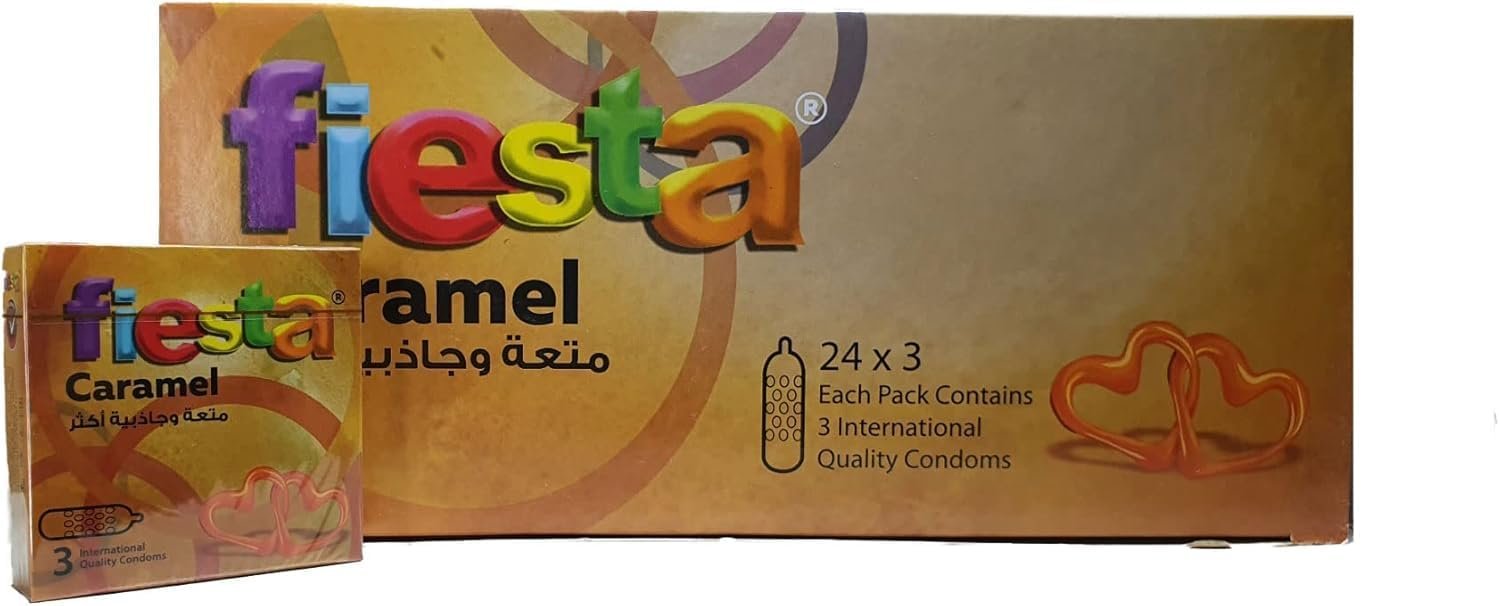 fiesta®
ramel
متعة وجاذبية
24 x 3
Each Pack Contains
3 International
Quality Condoms
fiesta®
Caramel
متعة وجاذبية أكثر
3 International
Quality Condoms